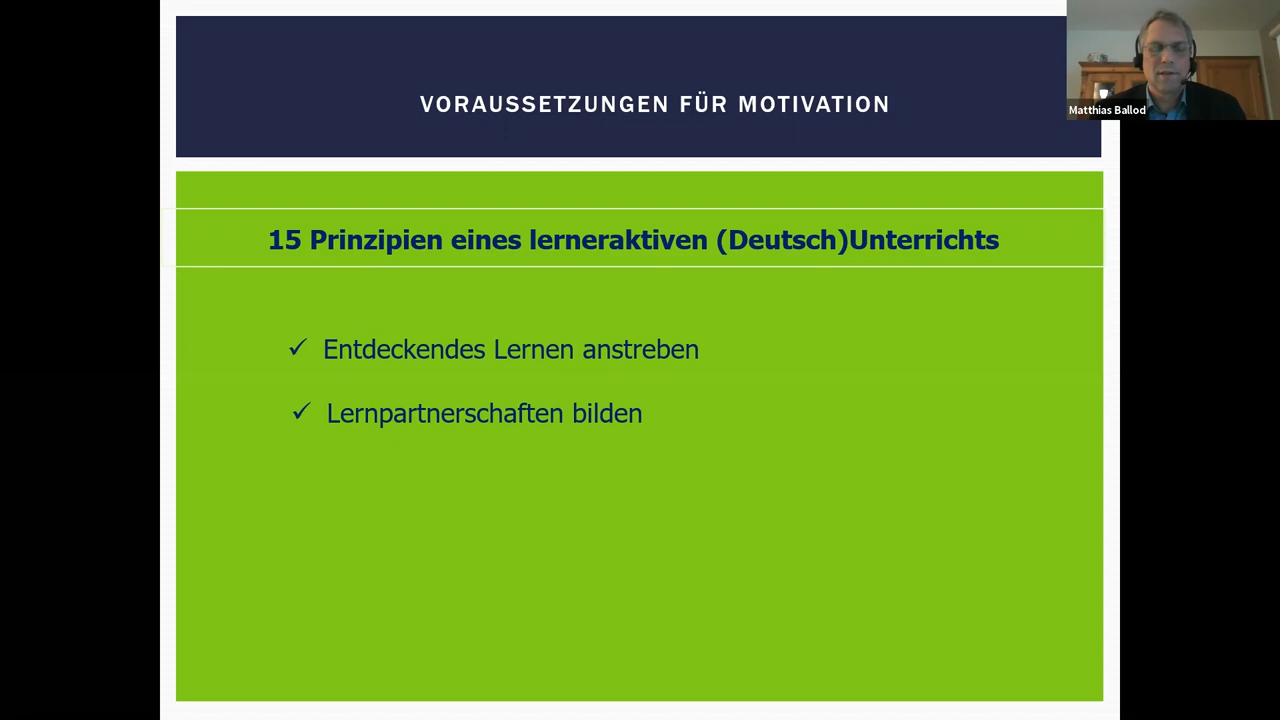 VORAUSSETZUNGEN FÜR MOTIVATION
Matthias Ballod
15 Prinzipien eines lerneraktiven (Deutsch)Unterrichts
✓ Entdeckendes Lernen anstreben
✓ Lernpartnerschaften bilden